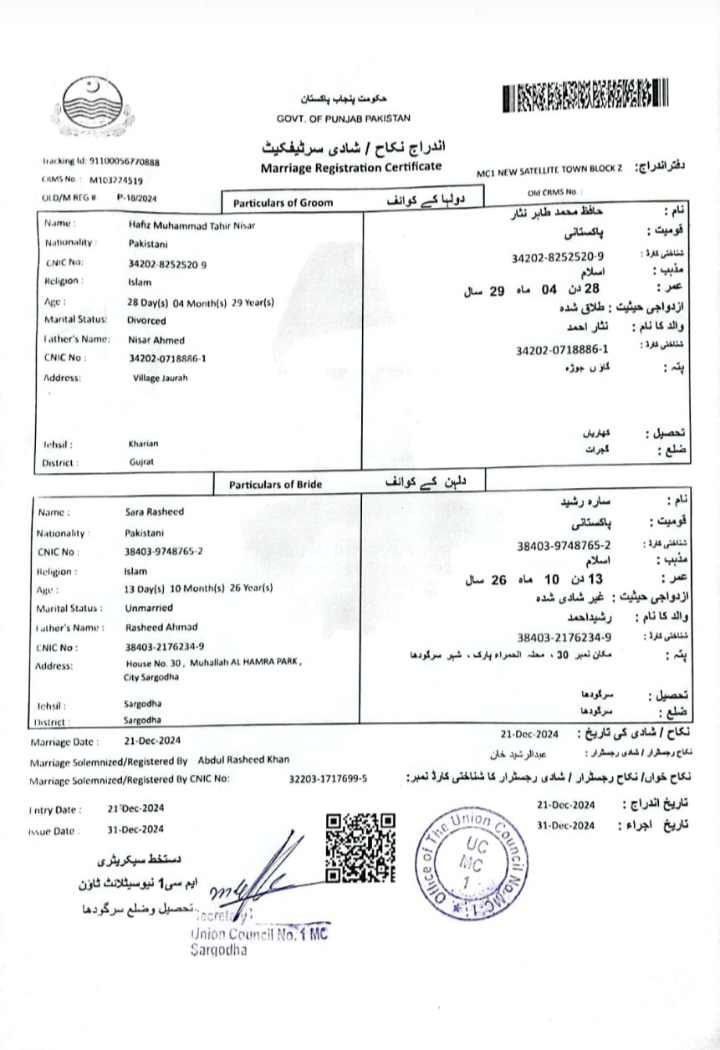 حکومت پنجاب پاکستان
GOVT. OF PUNJAB PAKISTAN
اندراج نکاح / شادی سرٹیفکیٹ
Marriage Registration Certificate
Tracking Id: 91100056770888
CRMS No. : M103774519
OLD/M REG # P-18/2024
MC1 NEW SATELLITE TOWN BLOCK Z دفتر اندراج:
Old CRMS No :
Particulars of Groom دولہا کے کوائف
Name : Hafiz Muhammad Tahir Nisar حافظ محمد طاہر نثار نام :
Nationality : Pakistani پاکستانی قومیت :
CNIC No: 34202-8252520 9 34202-8252520-9 شناختی کارڈ :
Religion : Islam اسلام مذہب :
Age : 28 Day(s) 04 Month(s) 29 Year(s) 28 دن 04 ماہ 29 سال عمر :
Marital Status: Divorced طلاق شدہ ازدواجی حیثیت :
Father's Name: Nisar Ahmed نثار احمد والد کا نام :
CNIC No : 34202-0718886-1 34202-0718886-1 شناختی کارڈ :
Address: Village Jaurah گاؤں جوڑہ پتہ :
Tehsil : Kharian کھاریاں تحصیل :
District : Gujrat گجرات ضلع :
Particulars of Bride دلہن کے کوائف
Name : Sara Rasheed سارہ رشید نام :
Nationality : Pakistani پاکستانی قومیت :
CNIC No : 38403-9748765-2 38403-9748765-2 شناختی کارڈ :
Religion : Islam اسلام مذہب :
Age : 13 Day(s) 10 Month(s) 26 Year(s) 13 دن 10 ماہ 26 سال عمر :
Marital Status : Unmarried غیر شادی شدہ ازدواجی حیثیت :
Father's Name : Rasheed Ahmad رشیداحمد والد کا نام :
CNIC No : 38403-2176234-9 38403-2176234-9 شناختی کارڈ :
Address: House No. 30 , Muhallah AL HAMRA PARK , مکان نمبر 30 ، محلہ الحمراء پارک ، شہر سرگودھا پتہ :
City Sargodha
Tehsil : Sargodha سرگودھا تحصیل :
District : Sargodha سرگودھا ضلع :
Marriage Date : 21-Dec-2024 21-Dec-2024 نکاح / شادی کی تاریخ :
Marriage Solemnized/Registered By Abdul Rasheed Khan عبدالرشید خان نکاح رجسٹرار / شادی رجسٹرار :
Marriage Solemnized/Registered By CNIC No: 32203-1717699-5 نکاح خواں/نکاح رجسٹرار / شادی رجسٹرار کا شناختی کارڈ نمبر:
Entry Date : 21-Dec-2024 21-Dec-2024 تاریخ اندراج :
Issue Date : 31-Dec-2024 31-Dec-2024 تاریخ اجراء :
دستخط سیکریٹری
ایم سی 1 نیوسیٹلائٹ ٹاؤن
تحصیل وضلع سرگودھا
Secretary:
Union Council No. 1 MC
Sargodha
Office of The Union Council No. MC-1
UC
MC
1